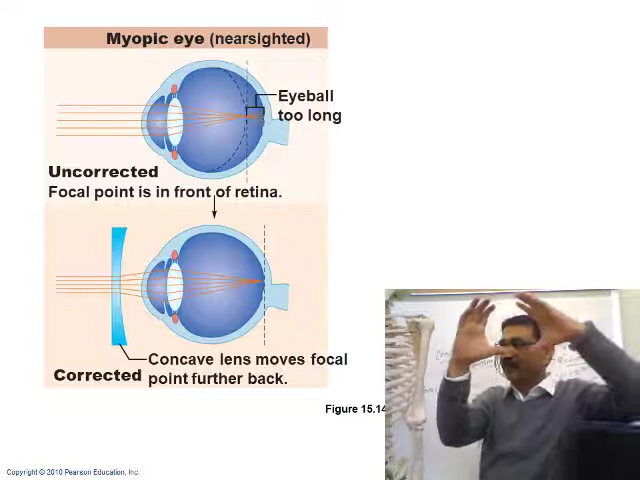 Myopic eye (nearsighted)
Eyeball
too long
Uncorrected
Focal point is in front of retina.
Concave lens moves focal
Corrected point further back.
Figure 15.14
Copyright © 2010 Pearson Education, Inc.